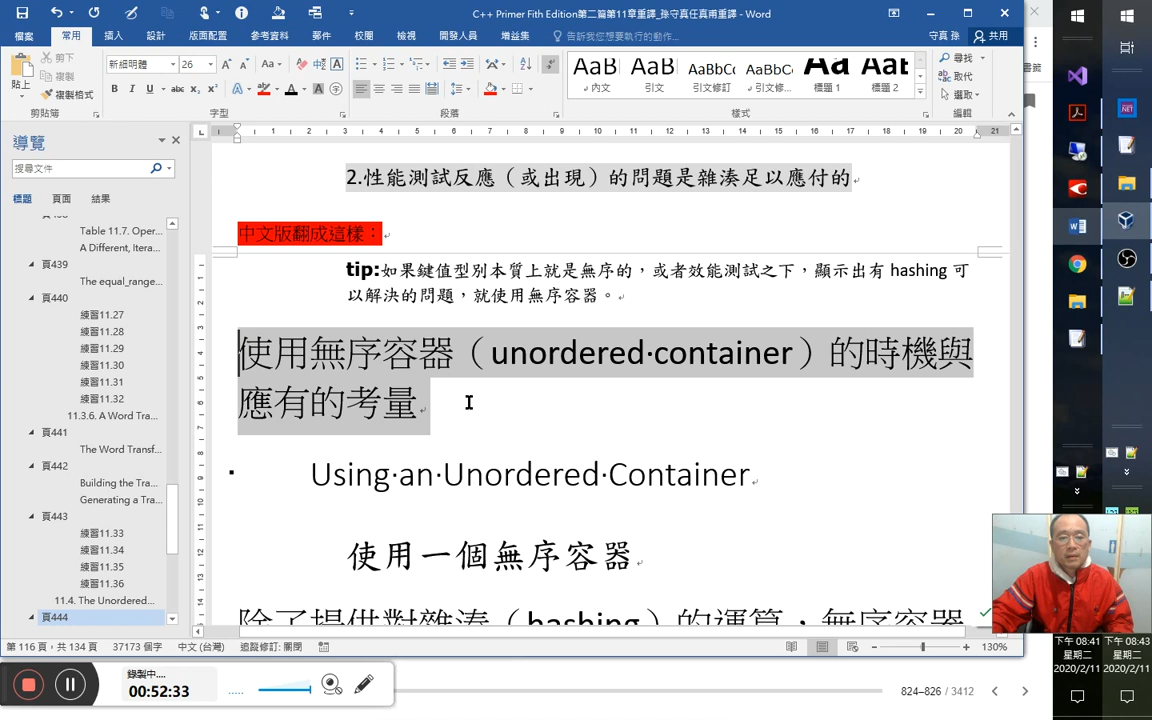 C++ Primer Fith Edition第二篇第11章重譯_孫守真任真甫重譯 - Word
檔案 常用 插入 設計 版面配置 參考資料 郵件 校閱 檢視 開發人員 增益集 告訴我您想要執行的動作... 守真 孫 共用
貼上 剪下 複製 複製格式 剪貼簿
新細明體 26 字型
段落
AaB AaB AaBbC AaBbC Aa Aat
內文 引文 引文修訂 引文修... 標題 1 標題 2
樣式
尋找 取代 選取 編輯
導覽
搜尋文件
標題 頁面 結果
Table 11.7. Oper...
A Different, Itera...
頁439
The equal_range...
頁440
練習11.27
練習11.28
練習11.29
練習11.30
練習11.31
練習11.32
11.3.6. A Word Tra...
頁441
The Word Transf...
頁442
Building the Tra...
Generating a Tra...
頁443
練習11.33
練習11.34
練習11.35
練習11.36
11.4. The Unordered...
頁444
2.性能測試反應（或出現）的問題是雜湊足以應付的
中文版翻成這樣：
tip:如果鍵值型別本質上就是無序的，或者效能測試之下，顯示出有 hashing 可
以解決的問題，就使用無序容器。
使用無序容器（unordered container）的時機與
應有的考量
Using an Unordered Container
使用一個無序容器
除了提供對雜湊（hashing）的運算，無序容器
第 116 頁，共 134 頁 37173 個字 中文 (台灣) 追蹤修訂: 關閉 130%
錄製中....
00:52:33
824–826 / 3412
下午 08:41
星期二
2020/2/11
下午 08:43
星期二
2020/2/11